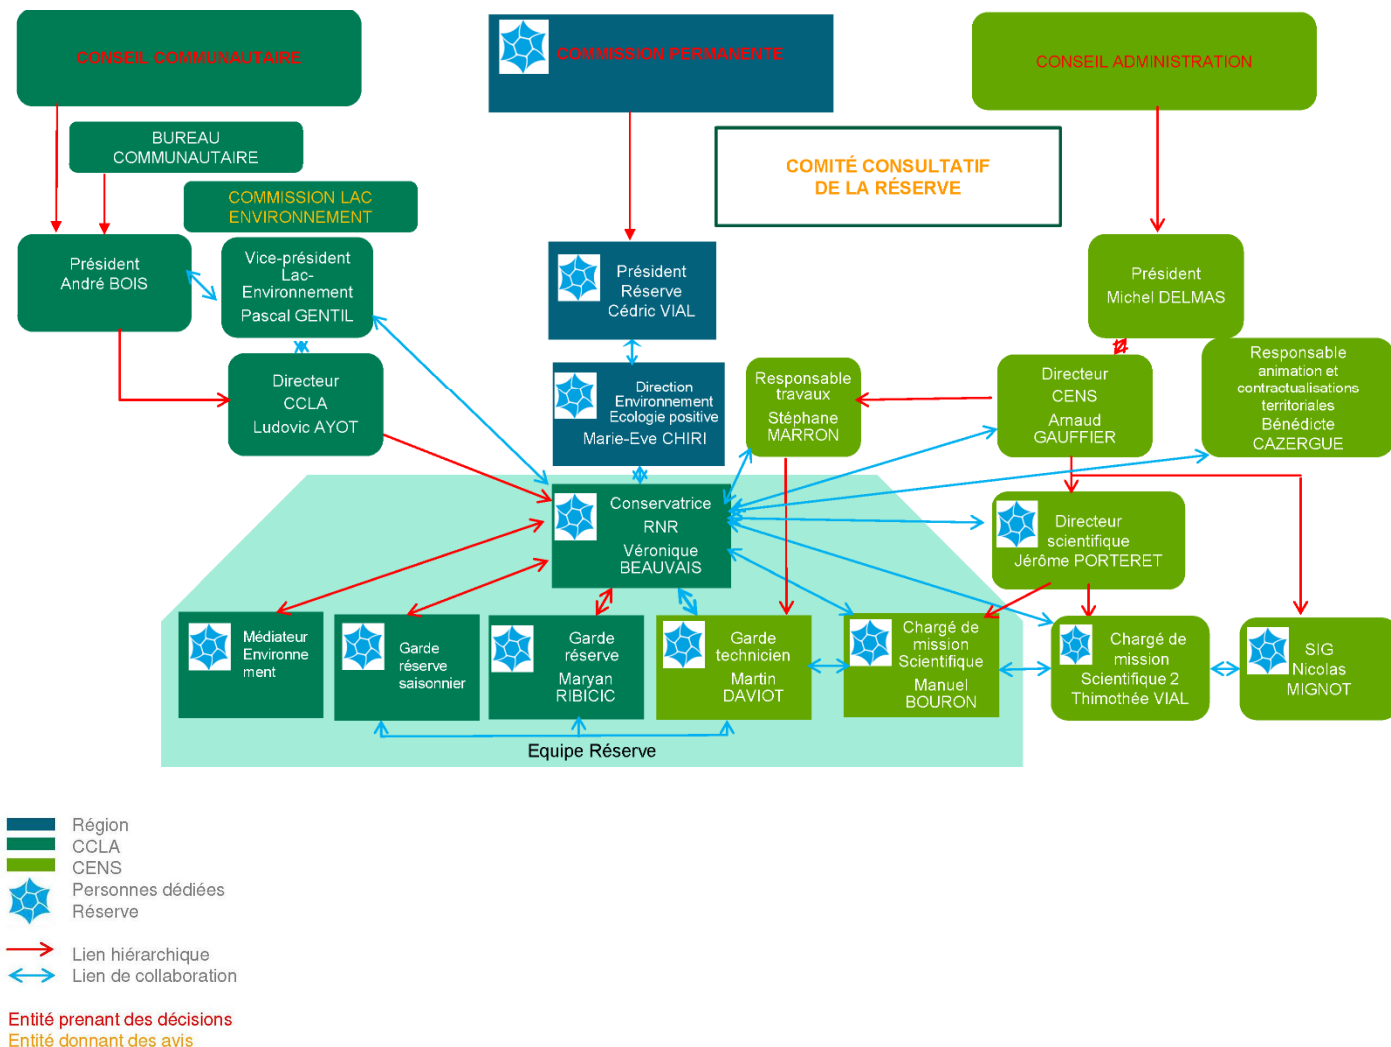 CONSEIL COMMUNAUTAIRE
COMMISSION PERMANENTE
CONSEIL ADMINISTRATION
BUREAU
COMMUNAUTAIRE
COMMISSION LAC
ENVIRONNEMENT
COMITÉ CONSULTATIF
DE LA RÉSERVE
Président
André BOIS
Vice-président
Lac-
Environnement
Pascal GENTIL
Président
Réserve
Cédric VIAL
Président
Michel DELMAS
Directeur
CCLA
Ludovic AYOT
Direction
Environnement
Ecologie positive
Marie-Eve CHIRI
Responsable
travaux
Stéphane
MARRON
Directeur
CENS
Arnaud
GAUFFIER
Responsable
animation et
contractualisations
territoriales
Bénédicte
CAZERGUE
Conservatrice
RNR
Véronique
BEAUVAIS
Directeur
scientifique
Jérôme PORTERET
Médiateur
Environne
ment
Garde
réserve
saisonnier
Garde
réserve
Maryan
RIBICIC
Garde
technicien
Martin
DAVIOT
Chargé de
mission
Scientifique
Manuel
BOURON
Chargé de
mission
Scientifique 2
Thimothée VIAL
SIG
Nicolas
MIGNOT
Equipe Réserve
Région
CCLA
CENS
Personnes dédiées
Réserve
Lien hiérarchique
Lien de collaboration
Entité prenant des décisions
Entité donnant des avis